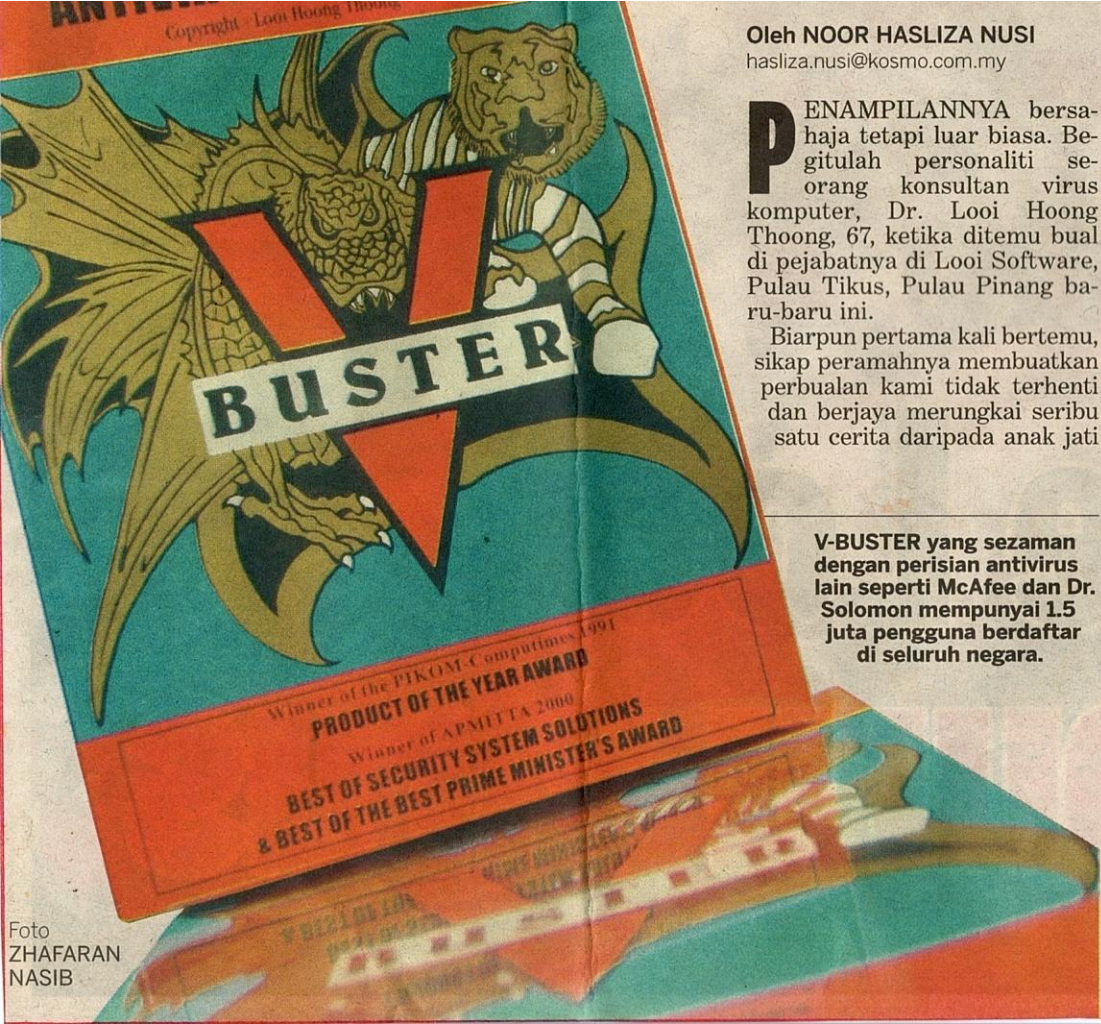 Copyright - Looi Hoong Thoong
V
BUSTER
Winner of the PIKOM-Computimes 1991
PRODUCT OF THE YEAR AWARD
Winner of APMITTA 2000
BEST OF SECURITY SYSTEM SOLUTIONS
& BEST OF THE BEST PRIME MINISTER'S AWARD
Foto
ZHAFARAN
NASIB
Oleh NOOR HASLIZA NUSI
hasliza.nusi@kosmo.com.my
PENAMPILANNYA bersa-
haja tetapi luar biasa. Be-
gitulah personaliti se-
orang konsultan virus
komputer, Dr. Looi Hoong
Thoong, 67, ketika ditemu bual
di pejabatnya di Looi Software,
Pulau Tikus, Pulau Pinang ba-
ru-baru ini.
Biarpun pertama kali bertemu,
sikap peramahnya membuatkan
perbualan kami tidak terhenti
dan berjaya merungkai seribu
satu cerita daripada anak jati
V-BUSTER yang sezaman
dengan perisian antivirus
lain seperti McAfee dan Dr.
Solomon mempunyai 1.5
juta pengguna berdaftar
di seluruh negara.